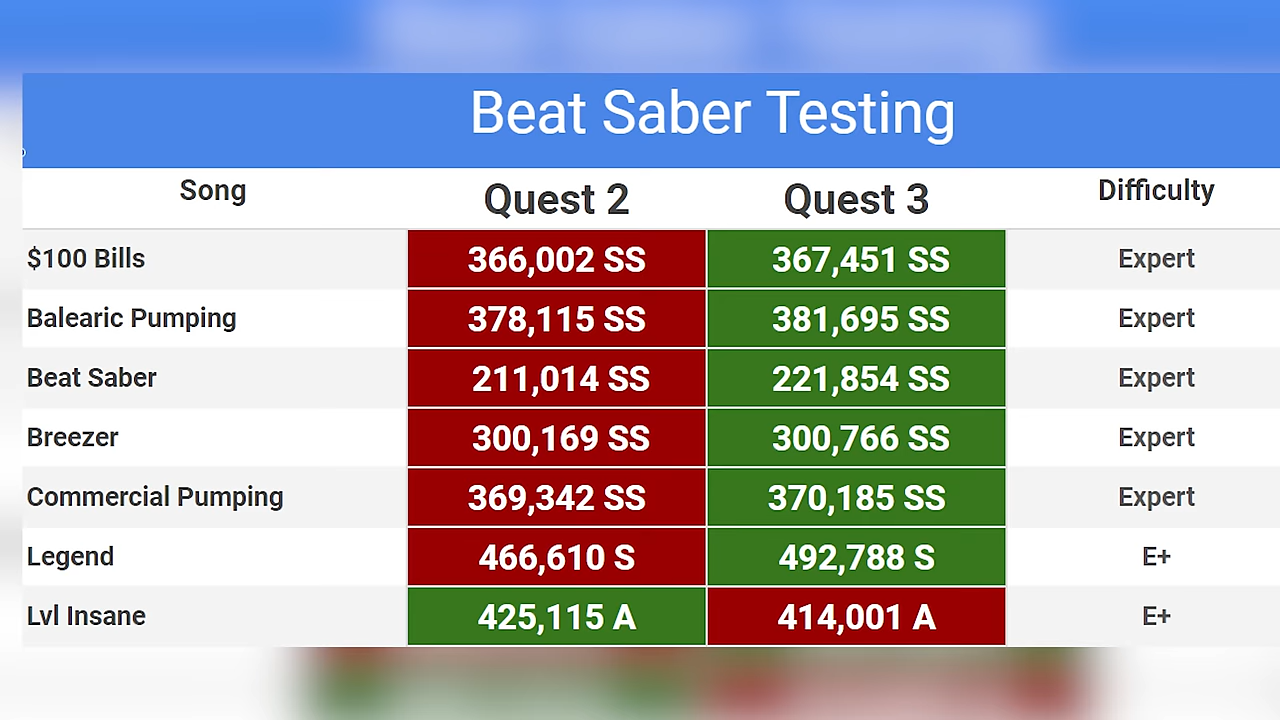 Beat Saber Testing
Song Quest 2 Quest 3 Difficulty
$100 Bills 366,002 SS 367,451 SS Expert
Balearic Pumping 378,115 SS 381,695 SS Expert
Beat Saber 211,014 SS 221,854 SS Expert
Breezer 300,169 SS 300,766 SS Expert
Commercial Pumping 369,342 SS 370,185 SS Expert
Legend 466,610 S 492,788 S E+
Lvl Insane 425,115 A 414,001 A E+